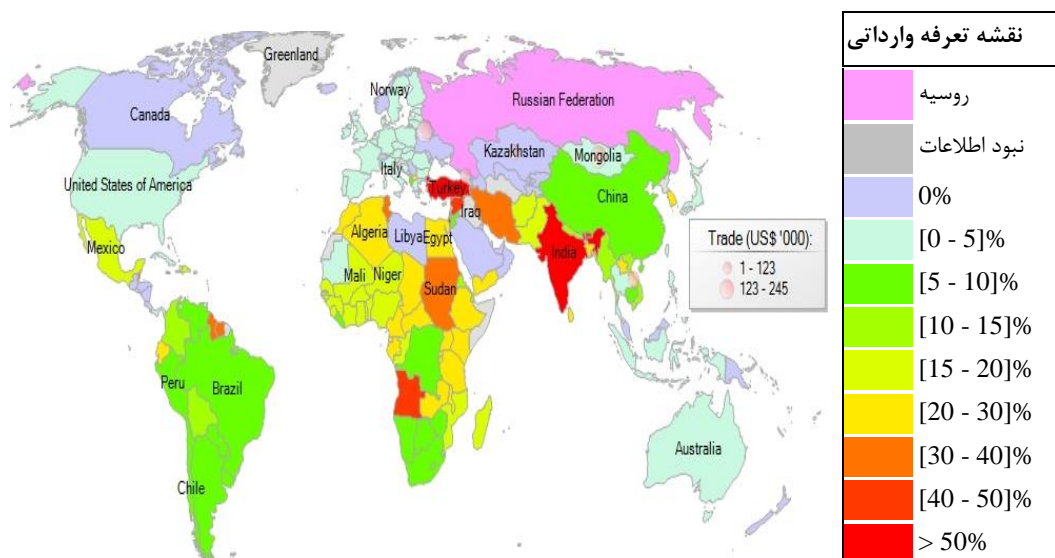 Greenland
Norway
Canada
Russian Federation
Kazakhstan
Mongolia
Italy
United States of America
Turkey
China
Iraq
Mexico
Algeria
Libya
Egypt
India
Mali
Niger
Sudan
Peru
Brazil
Australia
Chile
Trade (US$ '000):
1 - 123
123 - 245
نقشه تعرفه وارداتی
روسیه
نبود اطلاعات
0%
[0 - 5]%
[5 - 10]%
[10 - 15]%
[15 - 20]%
[20 - 30]%
[30 - 40]%
[40 - 50]%
> 50%